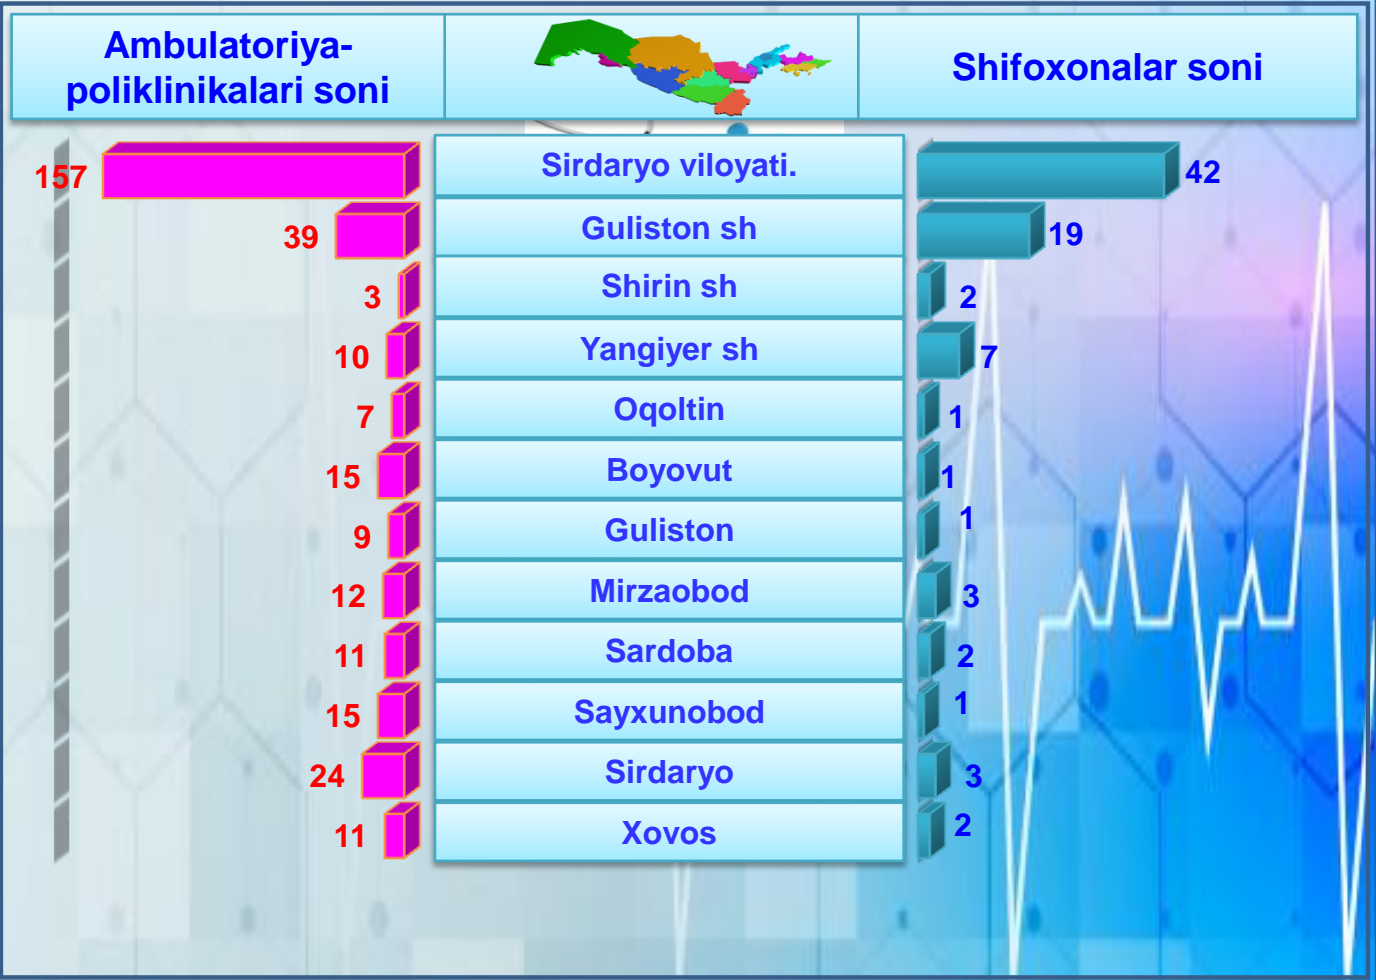 Ambulatoriya-
poliklinikalari soni
Shifoxonalar soni
157 Sirdaryo viloyati. 42
39 Guliston sh 19
3 Shirin sh 2
10 Yangiyer sh 7
7 Oqoltin 1
15 Boyovut 1
9 Guliston 1
12 Mirzaobod 3
11 Sardoba 2
15 Sayxunobod 1
24 Sirdaryo 3
11 Xovos 2